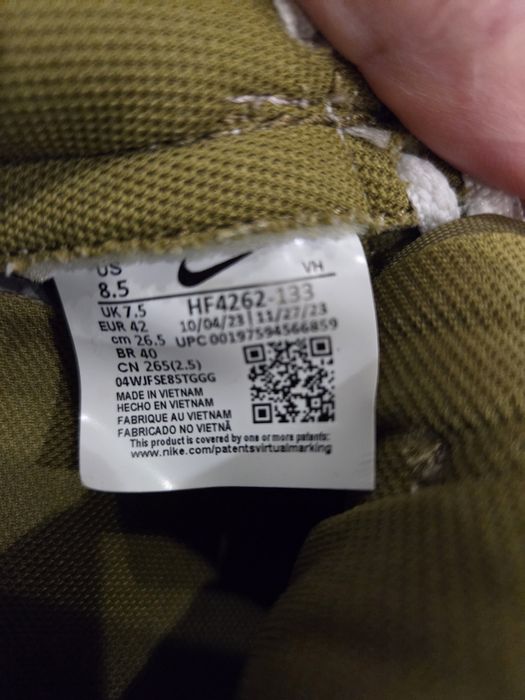 US
8.5
VH
UK 7.5
HF4262-133
EUR 42
10/04/23 | 11/27/23
cm 26.5
UPC 00197594566859
BR 40
CN 265(2.5)
04WJFSE85TGGG
MADE IN VIETNAM
HECHO EN VIETNAM
FABRIQUE AU VIETNAM
FABRICADO NO VIETNÃ
This product is covered by one or more patents:
www.nike.com/patentsvirtualmarking